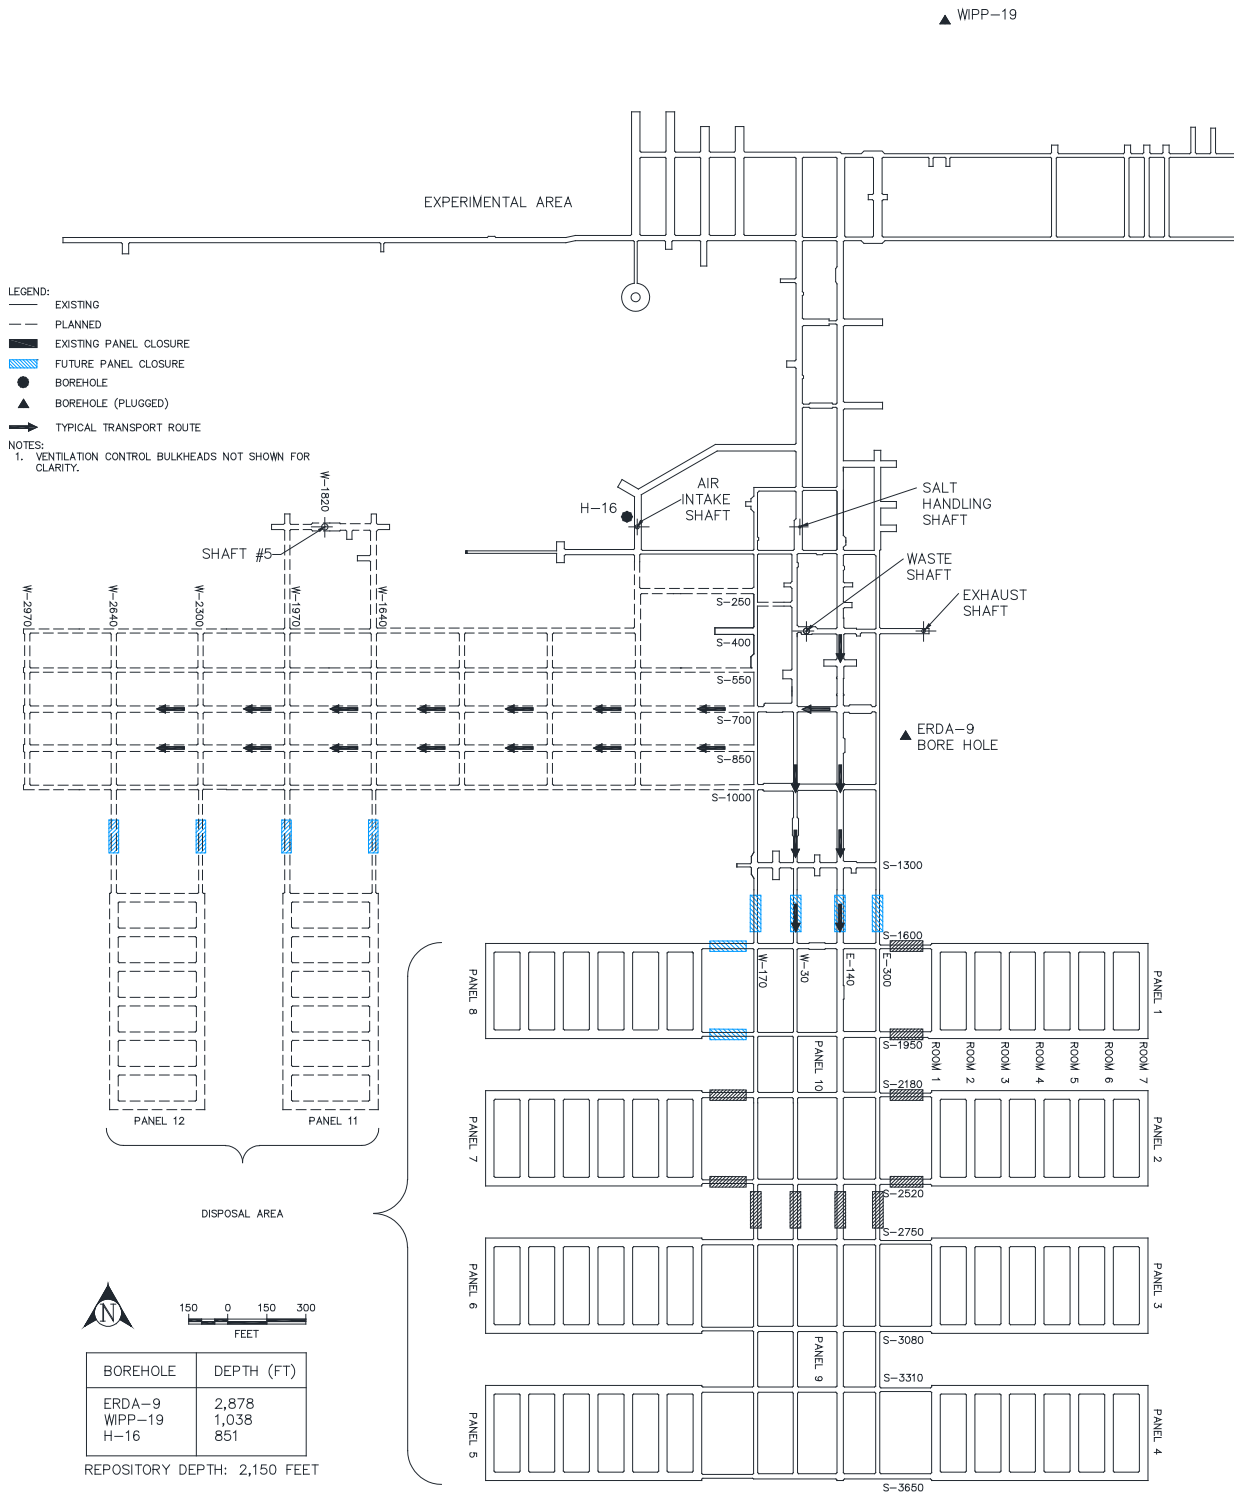 WIPP-19
EXPERIMENTAL AREA
LEGEND:
EXISTING
PLANNED
EXISTING PANEL CLOSURE
FUTURE PANEL CLOSURE
BOREHOLE
BOREHOLE (PLUGGED)
TYPICAL TRANSPORT ROUTE
NOTES:
1. VENTILATION CONTROL BULKHEADS NOT SHOWN FOR
CLARITY.
W-1820
H-16
AIR
INTAKE
SHAFT
SALT
HANDLING
SHAFT
SHAFT #5
WASTE
SHAFT
EXHAUST
SHAFT
W-2970
W-2640
W-2300
W-1970
W-1640
S-250
S-400
S-550
S-700
S-850
S-1000
ERDA-9
BORE HOLE
S-1300
S-1600
W-170
W-30
E-140
E-300
PANEL 8
PANEL 1
S-1950
PANEL 10
ROOM 1
ROOM 2
ROOM 3
ROOM 4
ROOM 5
ROOM 6
ROOM 7
S-2180
PANEL 12
PANEL 11
PANEL 7
PANEL 2
S-2520
DISPOSAL AREA
S-2750
PANEL 6
PANEL 3
N
150 0 150 300
FEET
S-3080
PANEL 9
S-3310
BOREHOLE DEPTH (FT)
ERDA-9 2,878
WIPP-19 1,038
H-16 851
PANEL 5
PANEL 4
REPOSITORY DEPTH: 2,150 FEET
S-3650